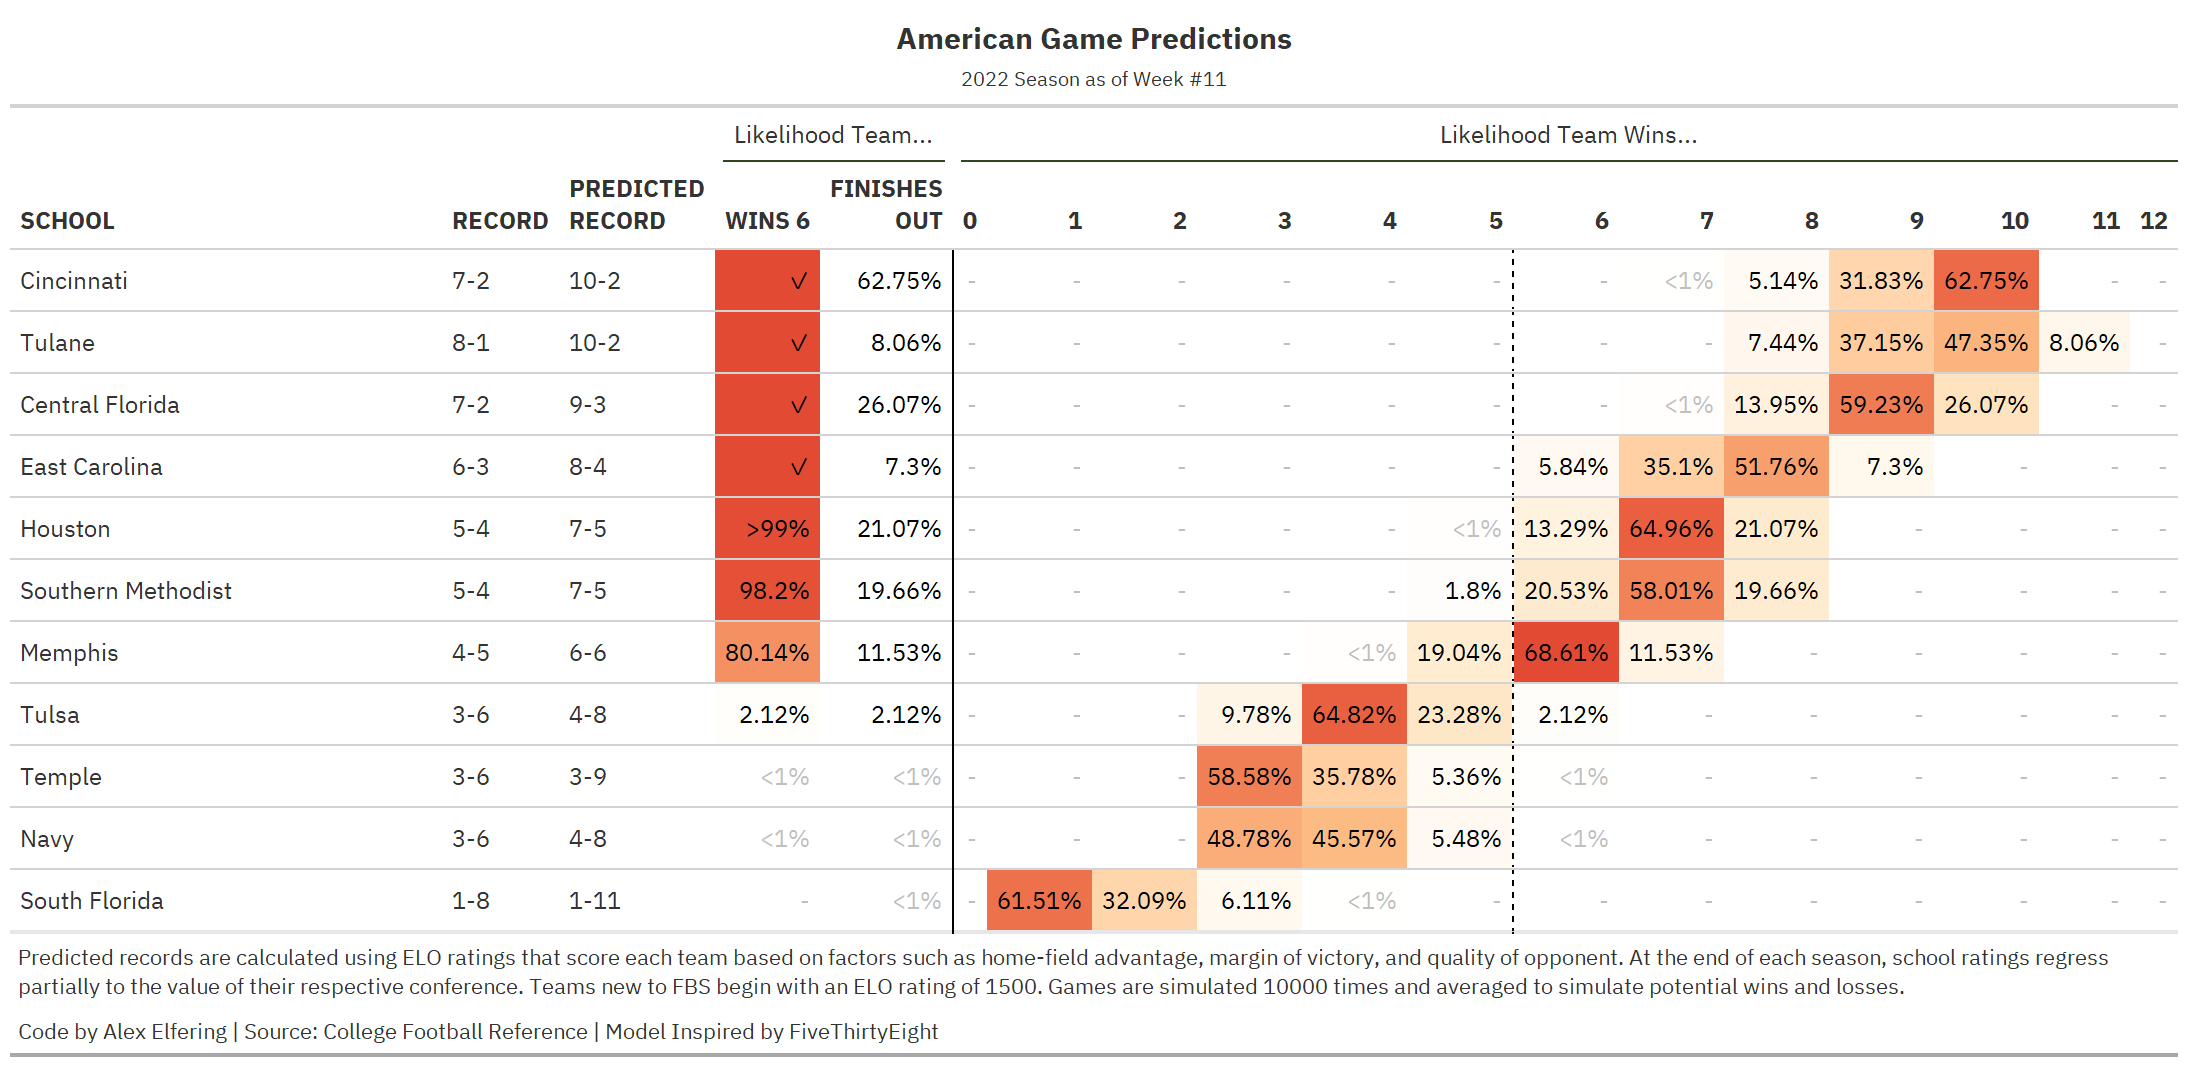 American Game Predictions
2022 Season as of Week #11
Likelihood Team... Likelihood Team Wins...
SCHOOL RECORD PREDICTED RECORD WINS 6 FINISHES OUT 0 1 2 3 4 5 6 7 8 9 10 11 12
Cincinnati 7-2 10-2 ✓ 62.75% - - - - - - - <1% 5.14% 31.83% 62.75% - -
Tulane 8-1 10-2 ✓ 8.06% - - - - - - - - 7.44% 37.15% 47.35% 8.06% -
Central Florida 7-2 9-3 ✓ 26.07% - - - - - - - <1% 13.95% 59.23% 26.07% - -
East Carolina 6-3 8-4 ✓ 7.3% - - - - - - 5.84% 35.1% 51.76% 7.3% - - -
Houston 5-4 7-5 >99% 21.07% - - - - - <1% 13.29% 64.96% 21.07% - - - -
Southern Methodist 5-4 7-5 98.2% 19.66% - - - - - 1.8% 20.53% 58.01% 19.66% - - - -
Memphis 4-5 6-6 80.14% 11.53% - - - - <1% 19.04% 68.61% 11.53% - - - - -
Tulsa 3-6 4-8 2.12% 2.12% - - - 9.78% 64.82% 23.28% 2.12% - - - - - -
Temple 3-6 3-9 <1% <1% - - - 58.58% 35.78% 5.36% <1% - - - - - -
Navy 3-6 4-8 <1% <1% - - - 48.78% 45.57% 5.48% <1% - - - - - -
South Florida 1-8 1-11 - <1% - 61.51% 32.09% 6.11% <1% - - - - - - - -
Predicted records are calculated using ELO ratings that score each team based on factors such as home-field advantage, margin of victory, and quality of opponent. At the end of each season, school ratings regress
partially to the value of their respective conference. Teams new to FBS begin with an ELO rating of 1500. Games are simulated 10000 times and averaged to simulate potential wins and losses.
Code by Alex Elfering | Source: College Football Reference | Model Inspired by FiveThirtyEight